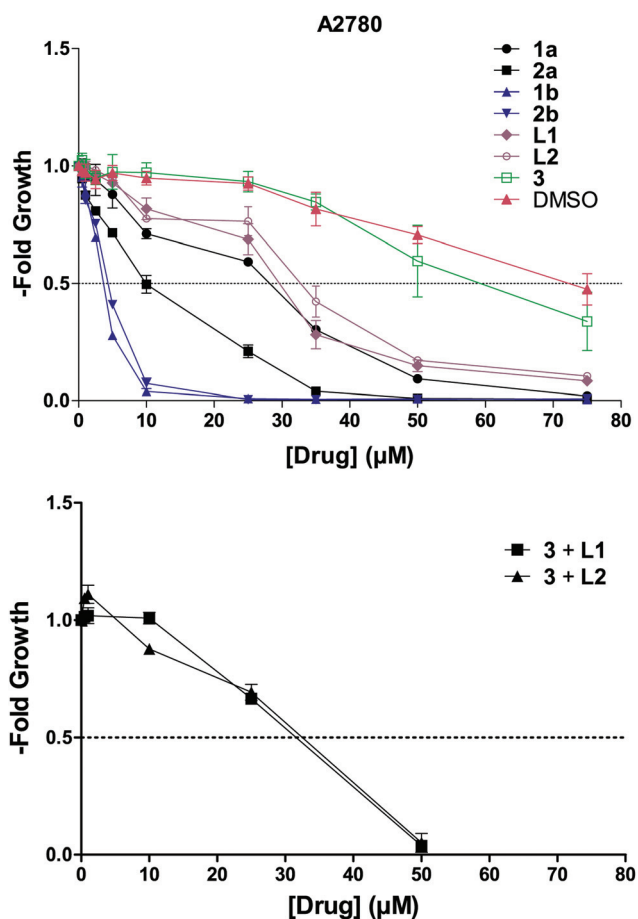 A2780
1.5
1.0
0.5
0.0
-Fold Growth
0 10 20 30 40 50 60 70 80
[Drug] (µM)
1a
2a
1b
2b
L1
L2
3
DMSO
1.5
1.0
0.5
0.0
-Fold Growth
0 10 20 30 40 50 60 70 80
[Drug] (µM)
3 + L1
3 + L2